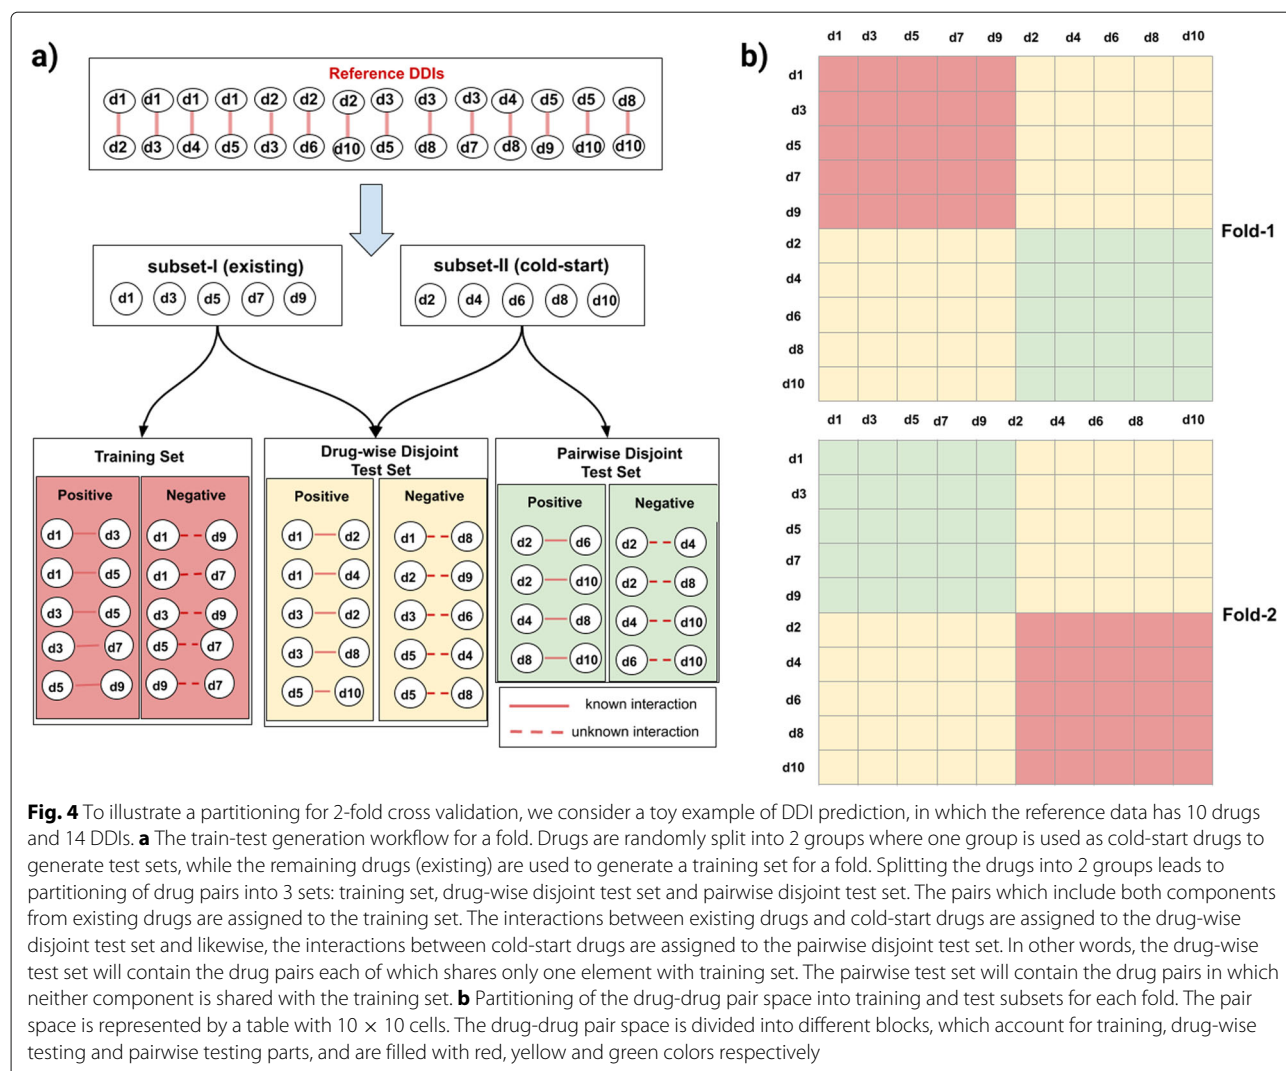 a)
Reference DDIs
d1 d1 d1 d1 d2 d2 d2 d3 d3 d3 d4 d5 d5 d8
d2 d3 d4 d5 d3 d6 d10 d5 d8 d7 d8 d9 d10 d10
subset-I (existing)
d1 d3 d5 d7 d9
subset-II (cold-start)
d2 d4 d6 d8 d10
Training Set
Positive Negative
d1 d3 d1 d9
d1 d5 d1 d7
d3 d5 d3 d9
d3 d7 d5 d7
d5 d9 d9 d7
Drug-wise Disjoint
Test Set
Positive Negative
d1 d2 d1 d8
d1 d4 d2 d9
d3 d2 d3 d6
d3 d8 d5 d4
d5 d10 d5 d8
Pairwise Disjoint
Test Set
Positive Negative
d2 d6 d2 d4
d2 d10 d2 d8
d4 d8 d4 d10
d8 d10 d6 d10
known interaction
unknown interaction
b)
d1 d3 d5 d7 d9 d2 d4 d6 d8 d10
d1
d3
d5
d7
d9
d2
d4
d6
d8
d10
Fold-1
d1 d3 d5 d7 d9 d2 d4 d6 d8 d10
d1
d3
d5
d7
d9
d2
d4
d6
d8
d10
Fold-2
Fig. 4 To illustrate a partitioning for 2-fold cross validation, we consider a toy example of DDI prediction, in which the reference data has 10 drugs
and 14 DDIs. a The train-test generation workflow for a fold. Drugs are randomly split into 2 groups where one group is used as cold-start drugs to
generate test sets, while the remaining drugs (existing) are used to generate a training set for a fold. Splitting the drugs into 2 groups leads to
partitioning of drug pairs into 3 sets: training set, drug-wise disjoint test set and pairwise disjoint test set. The pairs which include both components
from existing drugs are assigned to the training set. The interactions between existing drugs and cold-start drugs are assigned to the drug-wise
disjoint test set and likewise, the interactions between cold-start drugs are assigned to the pairwise disjoint test set. In other words, the drug-wise
test set will contain the drug pairs each of which shares only one element with training set. The pairwise test set will contain the drug pairs in which
neither component is shared with the training set. b Partitioning of the drug-drug pair space into training and test subsets for each fold. The pair
space is represented by a table with 10 × 10 cells. The drug-drug pair space is divided into different blocks, which account for training, drug-wise
testing and pairwise testing parts, and are filled with red, yellow and green colors respectively